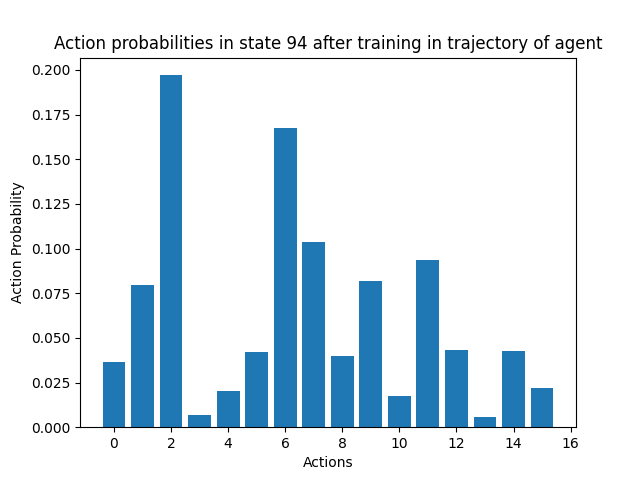 Action probabilities in state 94 after training in trajectory of agent
0.200
0.175
0.150
0.125
0.100
0.075
0.050
0.025
0.000
Action Probability
0 2 4 6 8 10 12 14 16
Actions